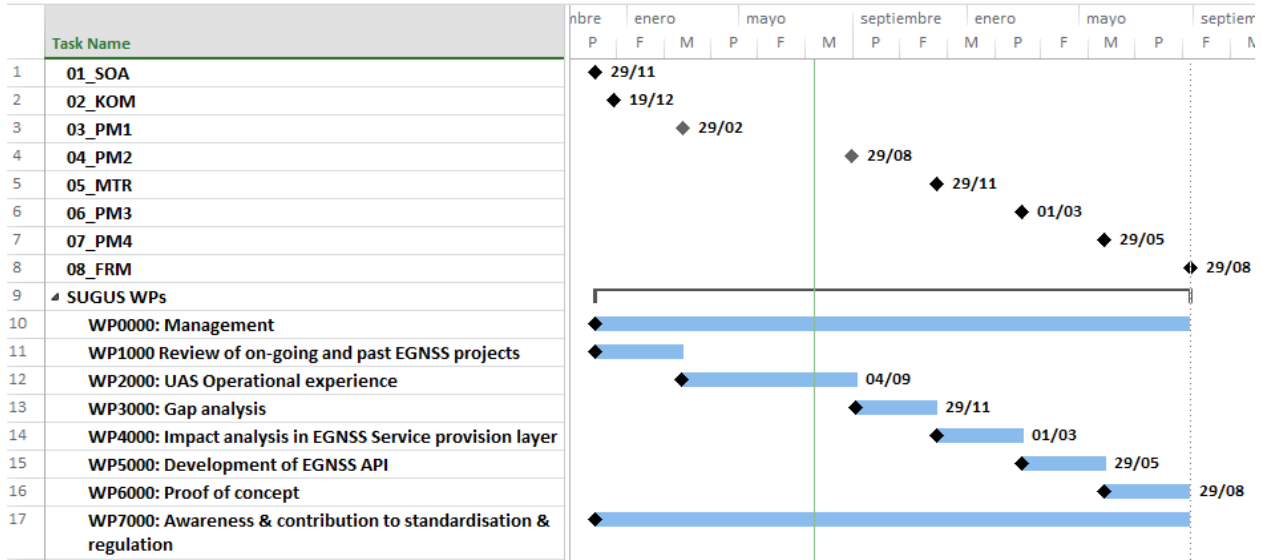 mbre enero mayo septiembre enero mayo septiem
Task Name P F M P F M P F M P F M P F M
1 01_SOA 29/11
2 02_KOM 19/12
3 03_PM1 29/02
4 04_PM2 29/08
5 05_MTR 29/11
6 06_PM3 01/03
7 07_PM4 29/05
8 08_FRM 29/08
9 SUGUS WPs
10 WP0000: Management
11 WP1000 Review of on-going and past EGNSS projects
12 WP2000: UAS Operational experience 04/09
13 WP3000: Gap analysis 29/11
14 WP4000: Impact analysis in EGNSS Service provision layer 01/03
15 WP5000: Development of EGNSS API 29/05
16 WP6000: Proof of concept 29/08
17 WP7000: Awareness & contribution to standardisation &
regulation